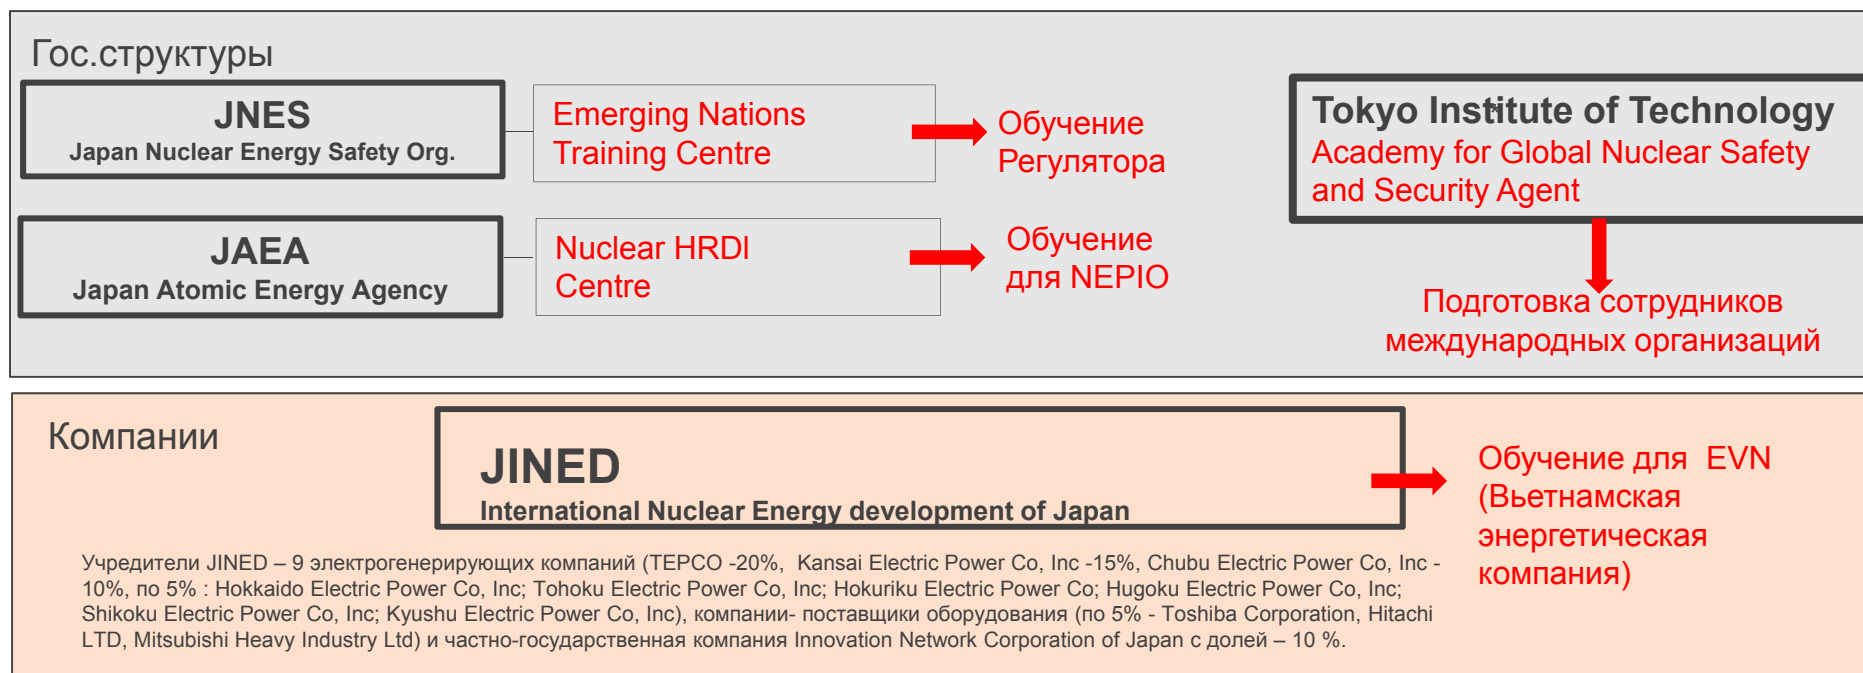 Гос.структуры
JNES
Japan Nuclear Energy Safety Org.
Emerging Nations
Training Centre
Обучение
Регулятора
Tokyo Institute of Technology
*
Academy for Global Nuclear Safety
and Security Agent
JAEA
Japan Atomic Energy Agency
Nuclear HRDI
Centre
Обучение
для NEPIO
Подготовка сотрудников
международных организаций
Компании
JINED
International Nuclear Energy development of Japan
Обучение для EVN
(Вьетнамская
энергетическая
компания)
Учредители JINED – 9 электрогенерирующих компаний (TEPCO -20%, Kansai Electric Power Co, Inc -15%, Chubu Electric Power Co, Inc -
10%, по 5% : Hokkaido Electric Power Co, Inc; Tohoku Electric Power Co, Inc; Hokuriku Electric Power Co; Hugoku Electric Power Co, Inc;
Shikoku Electric Power Co, Inc; Kyushu Electric Power Co, Inc), компании- поставщики оборудования (по 5% - Toshiba Corporation, Hitachi
LTD, Mitsubishi Heavy Industry Ltd) и частно-государственная компания Innovation Network Corporation of Japan с долей – 10 %.